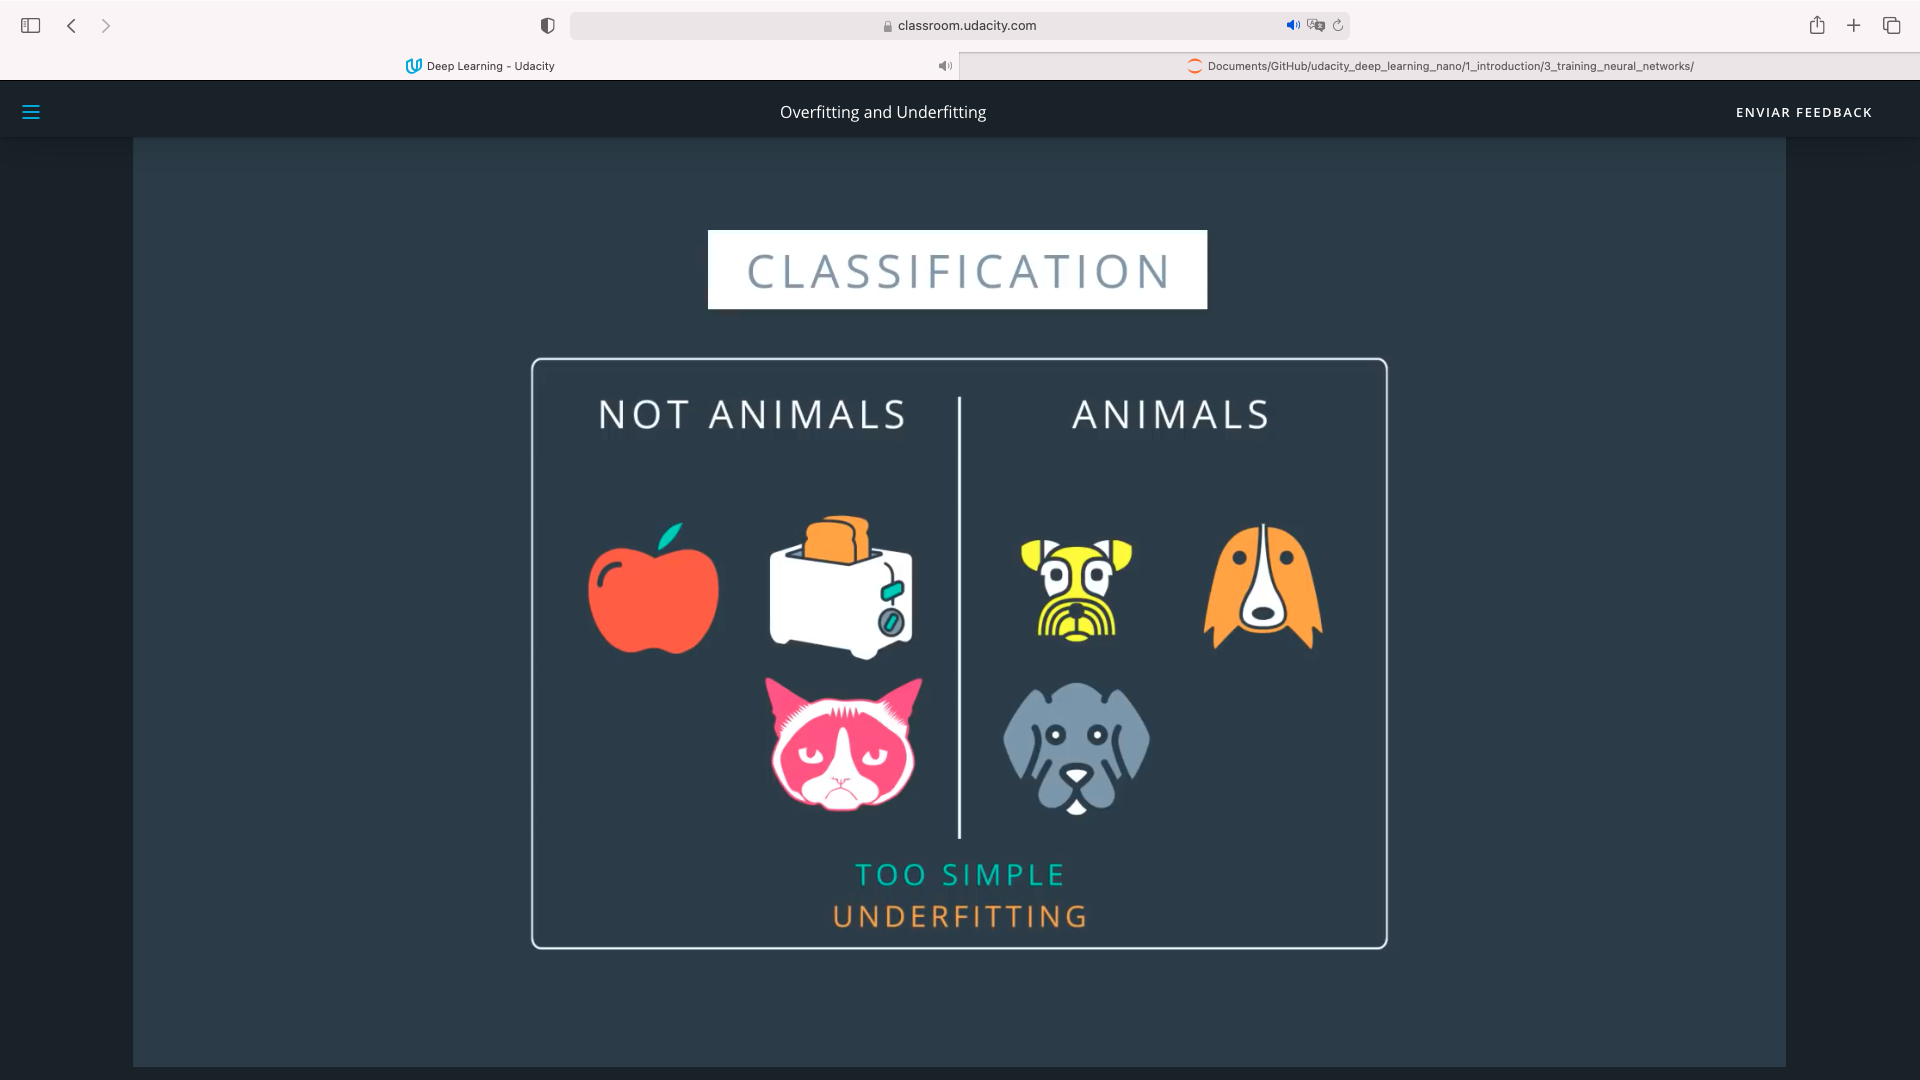 classroom.udacity.com
Deep Learning - Udacity
Documents/GitHub/udacity_deep_learning_nano/1_introduction/3_training_neural_networks/
Overfitting and Underfitting
ENVIAR FEEDBACK
CLASSIFICATION
NOT ANIMALS
ANIMALS
TOO SIMPLE
UNDERFITTING